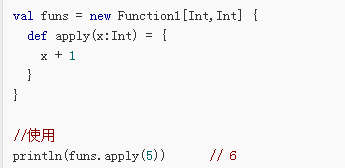 val funs = new Function1[Int,Int] {
  def apply(x:Int) = {
    x + 1
  }
}

//使用
println(funs.apply(5))      // 6